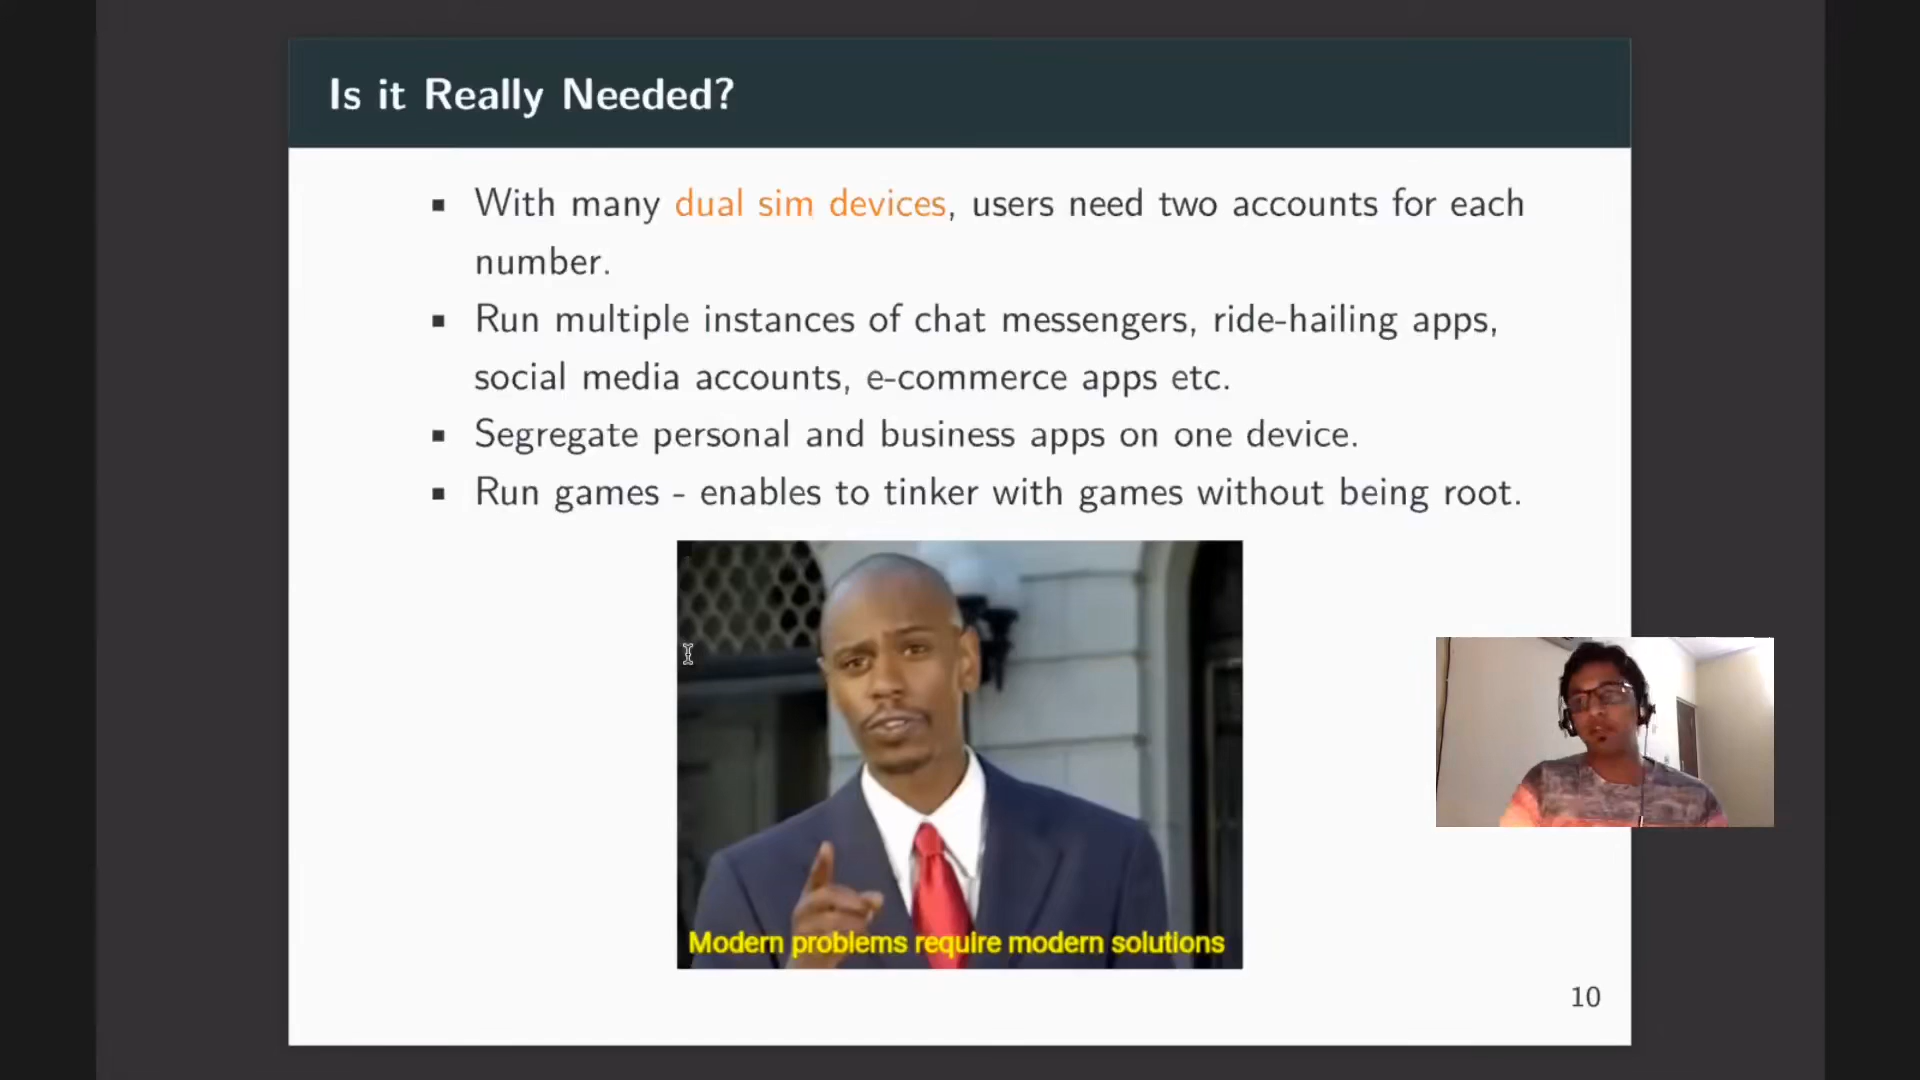 Is it Really Needed?
With many dual sim devices, users need two accounts for each
number.
Run multiple instances of chat messengers, ride-hailing apps,
social media accounts, e-commerce apps etc.
Segregate personal and business apps on one device.
Run games - enables to tinker with games without being root.
Modern problems require modern solutions
10